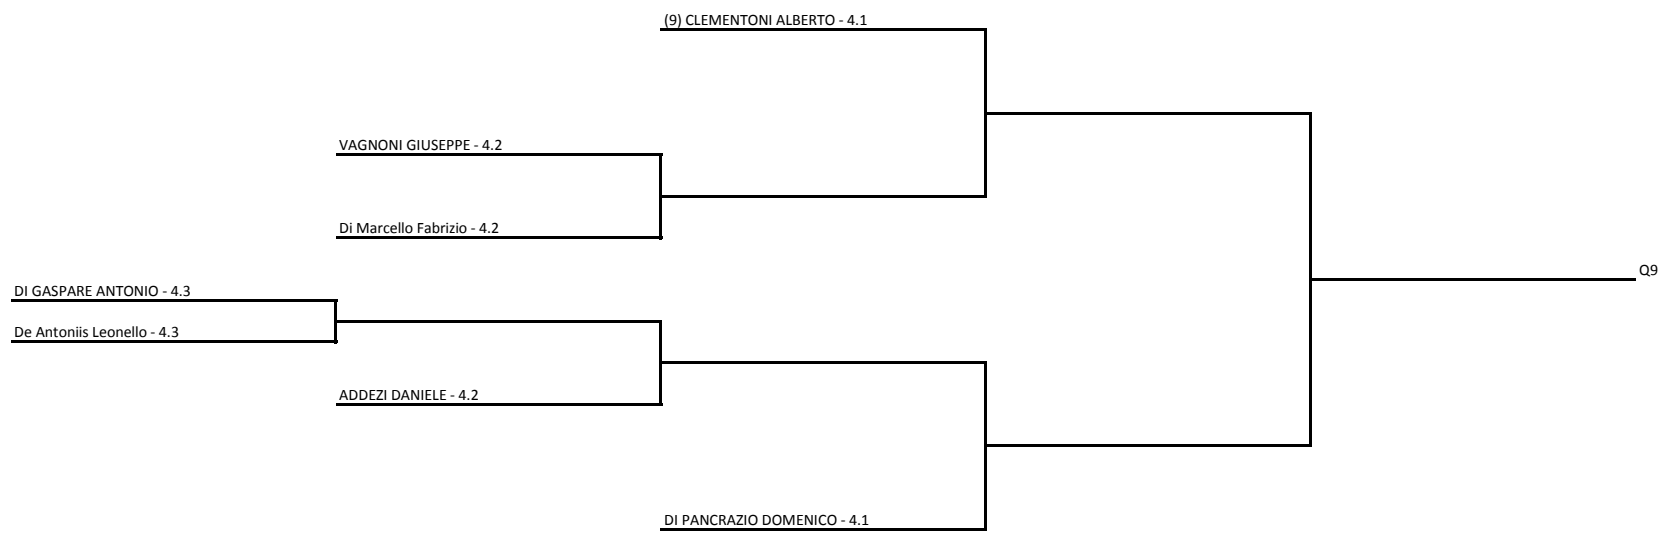 (9) CLEMENTONI ALBERTO - 4.1
VAGNONI GIUSEPPE - 4.2
Di Marcello Fabrizio - 4.2
Q9
DI GASPARE ANTONIO - 4.3
De Antoniis Leonello - 4.3
ADDEZI DANIELE - 4.2
DI PANCRAZIO DOMENICO - 4.1